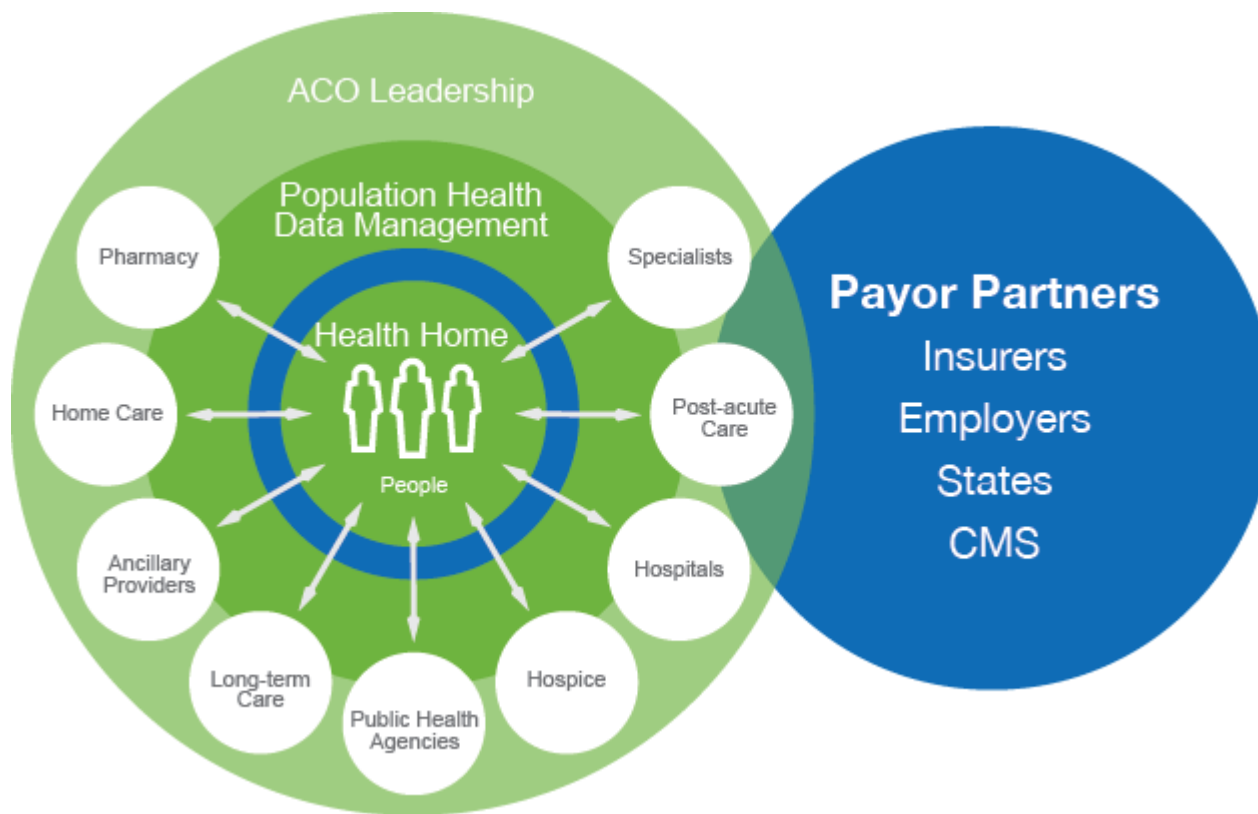 ACO Leadership
Population Health
Data Management
Pharmacy
Specialists
Health Home
Home Care
Post-acute
Care
People
Ancillary
Providers
Hospitals
Long-term
Care
Hospice
Public Health
Agencies
Payor Partners
Insurers
Employers
States
CMS